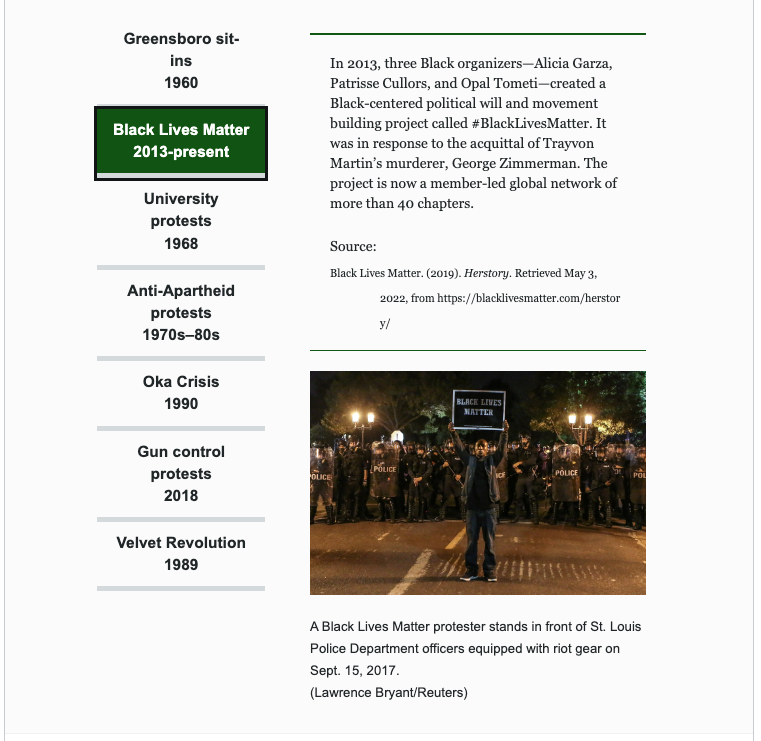 Greensboro sit-
ins
1960
Black Lives Matter
2013-present
University
protests
1968
Anti-Apartheid
protests
1970s–80s
Oka Crisis
1990
Gun control
protests
2018
Velvet Revolution
1989
In 2013, three Black organizers—Alicia Garza,
Patrisse Cullors, and Opal Tometi—created a
Black-centered political will and movement
building project called #BlackLivesMatter. It
was in response to the acquittal of Trayvon
Martin’s murderer, George Zimmerman. The
project is now a member-led global network of
more than 40 chapters.
Source:
Black Lives Matter. (2019). Herstory. Retrieved May 3,
2022, from https://blacklivesmatter.com/herstor
y/
BLACK LIVES
MATTER
POLICE
POLICE
POLICE
A Black Lives Matter protester stands in front of St. Louis
Police Department officers equipped with riot gear on
Sept. 15, 2017.
(Lawrence Bryant/Reuters)